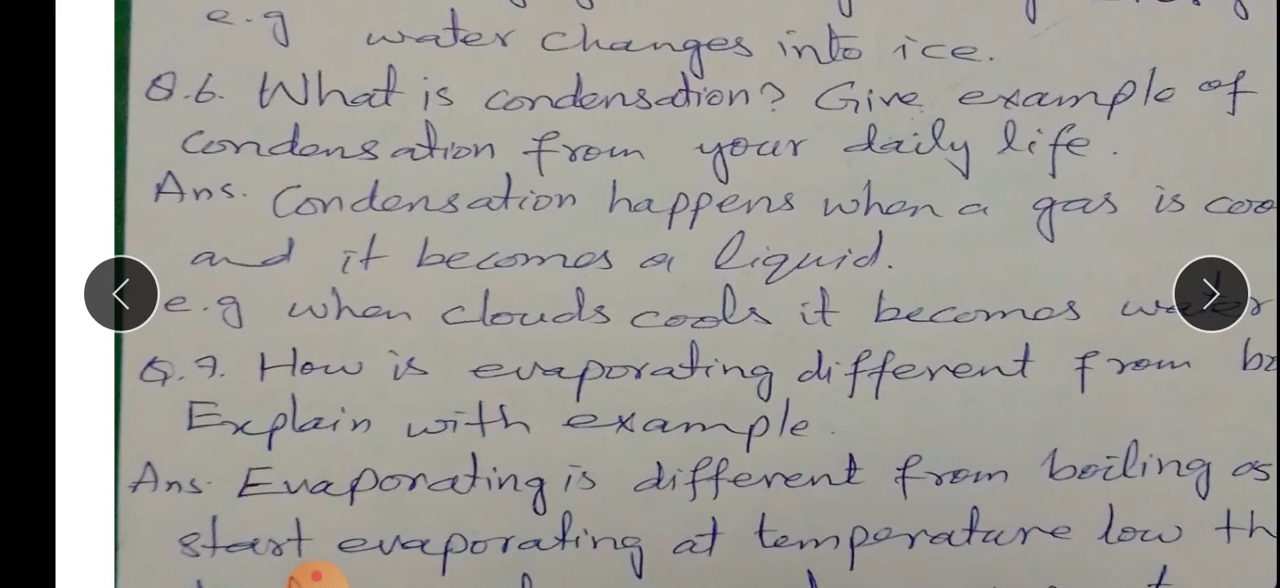 e.g water changes into ice.
Q.6. What is condensation? Give example of
condensation from your daily life.
Ans. Condensation happens when a gas is
and it becomes a liquid.
e.g when clouds cools it becomes water
Q.7. How is evaporating different from
Explain with example.
Ans. Evaporating is different from boiling as
start evaporating at temperature low